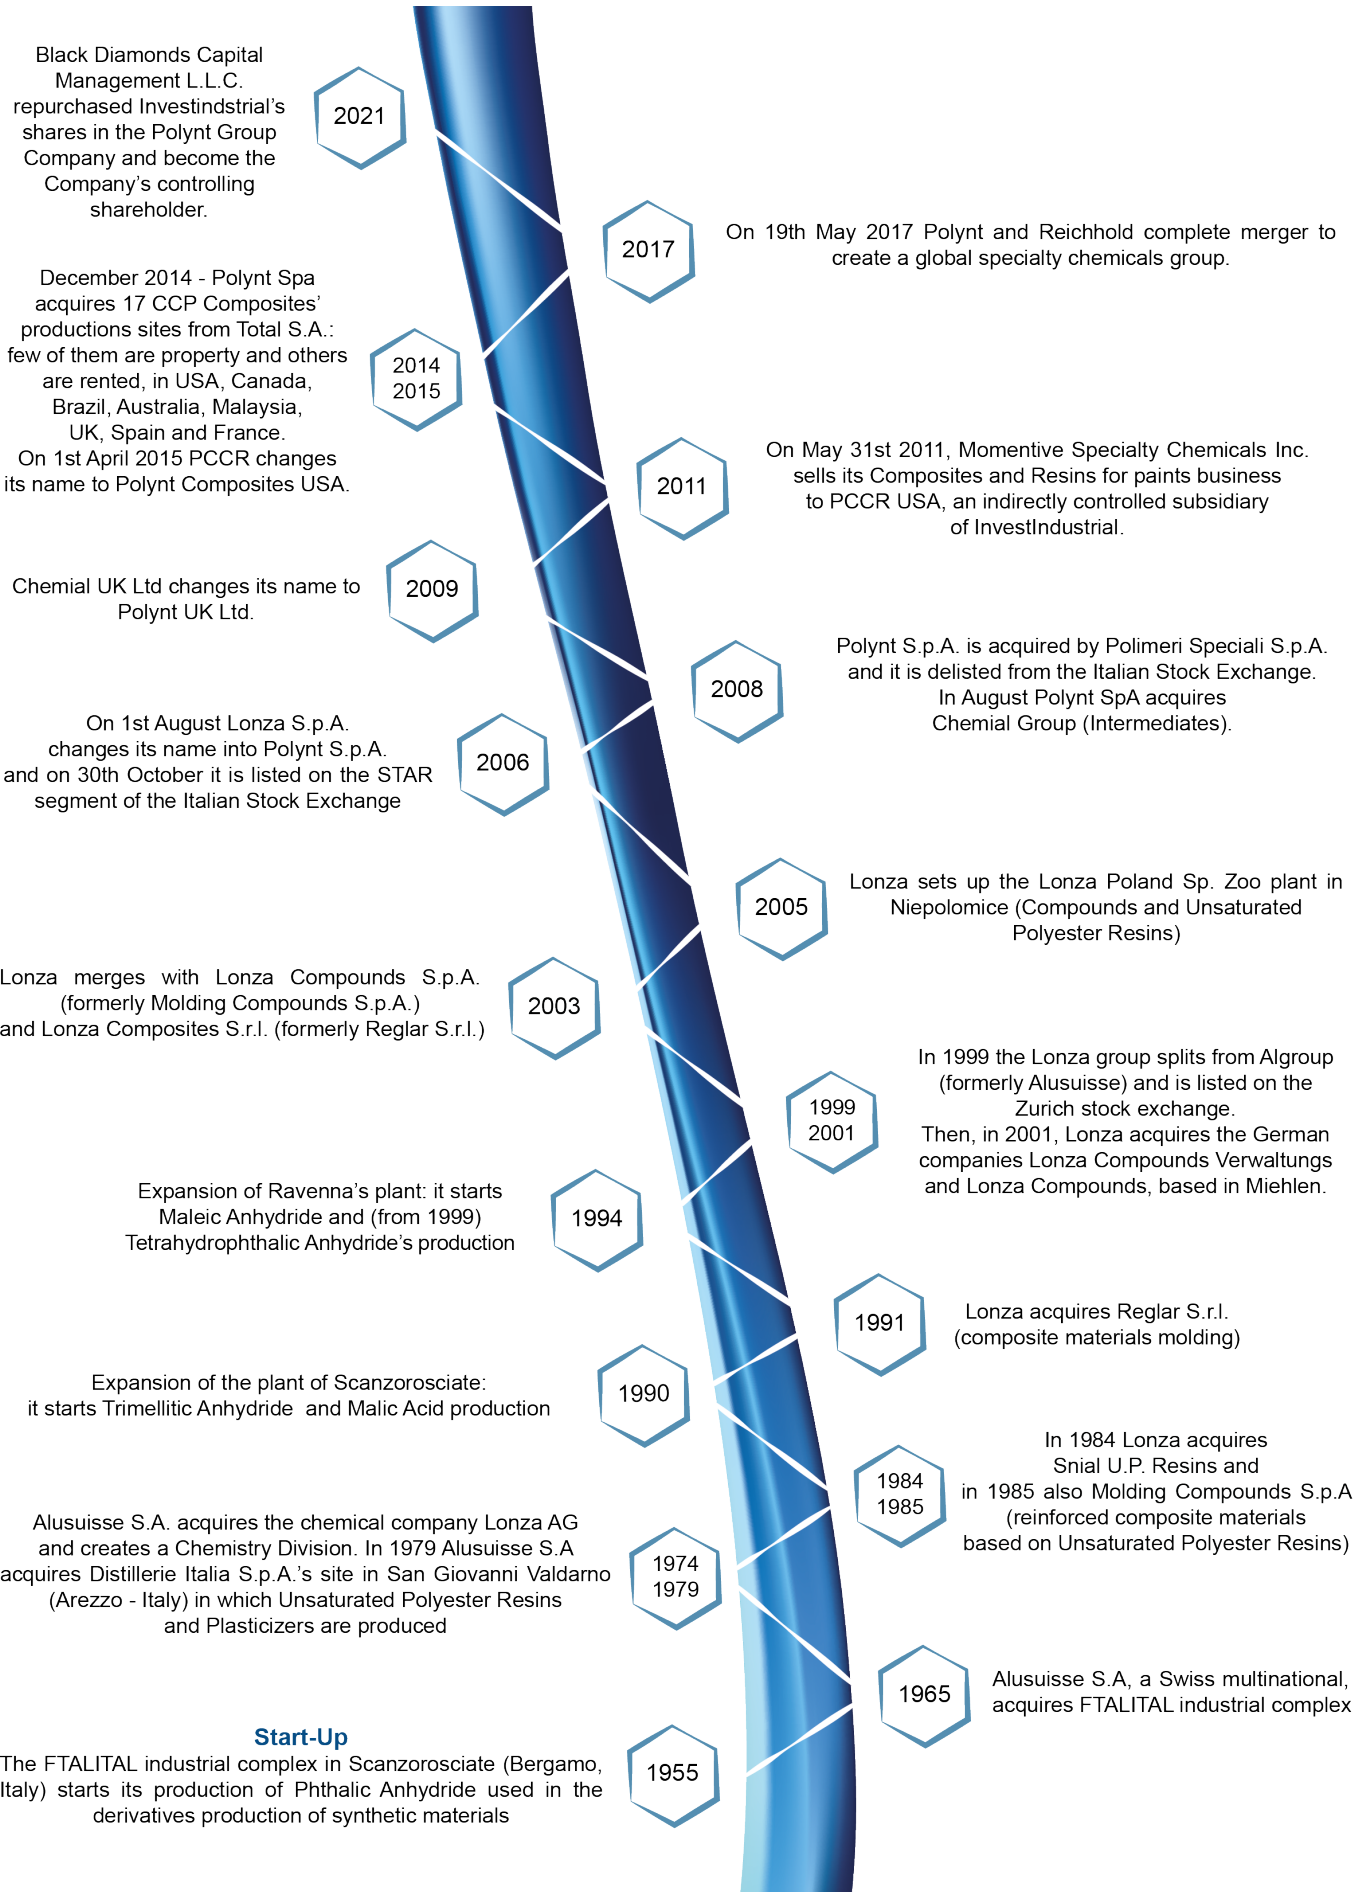 Black Diamonds Capital
Management L.L.C.
repurchased Investindstrial’s
shares in the Polynt Group
Company and become the
Company’s controlling
shareholder.
2021
2017
On 19th May 2017 Polynt and Reichhold complete merger to
create a global specialty chemicals group.
December 2014 - Polynt Spa
acquires 17 CCP Composites’
productions sites from Total S.A.:
few of them are property and others
are rented, in USA, Canada,
Brazil, Australia, Malaysia,
UK, Spain and France.
On 1st April 2015 PCCR changes
its name to Polynt Composites USA.
2014
2015
2011
On May 31st 2011, Momentive Specialty Chemicals Inc.
sells its Composites and Resins for paints business
to PCCR USA, an indirectly controlled subsidiary
of InvestIndustrial.
Chemial UK Ltd changes its name to
Polynt UK Ltd.
2009
2008
Polynt S.p.A. is acquired by Polimeri Speciali S.p.A.
and it is delisted from the Italian Stock Exchange.
In August Polynt SpA acquires
Chemial Group (Intermediates).
On 1st August Lonza S.p.A.
changes its name into Polynt S.p.A.
and on 30th October it is listed on the STAR
segment of the Italian Stock Exchange
2006
2005
Lonza sets up the Lonza Poland Sp. Zoo plant in
Niepolomice (Compounds and Unsaturated
Polyester Resins)
Lonza merges with Lonza Compounds S.p.A.
(formerly Molding Compounds S.p.A.)
and Lonza Composites S.r.l. (formerly Reglar S.r.l.)
2003
1999
2001
In 1999 the Lonza group splits from Algroup
(formerly Alusuisse) and is listed on the
Zurich stock exchange.
Then, in 2001, Lonza acquires the German
companies Lonza Compounds Verwaltungs
and Lonza Compounds, based in Miehlen.
Expansion of Ravenna’s plant: it starts
Maleic Anhydride and (from 1999)
Tetrahydrophthalic Anhydride’s production
1994
1991
Lonza acquires Reglar S.r.l.
(composite materials molding)
Expansion of the plant of Scanzorosciate:
it starts Trimellitic Anhydride and Malic Acid production
1990
1984
1985
In 1984 Lonza acquires
Snial U.P. Resins and
in 1985 also Molding Compounds S.p.A
(reinforced composite materials
based on Unsaturated Polyester Resins)
Alusuisse S.A. acquires the chemical company Lonza AG
and creates a Chemistry Division. In 1979 Alusuisse S.A
acquires Distillerie Italia S.p.A.’s site in San Giovanni Valdarno
(Arezzo - Italy) in which Unsaturated Polyester Resins
and Plasticizers are produced
1974
1979
1965
Alusuisse S.A, a Swiss multinational,
acquires FTALITAL industrial complex
Start-Up
The FTALITAL industrial complex in Scanzorosciate (Bergamo,
Italy) starts its production of Phthalic Anhydride used in the
derivatives production of synthetic materials
1955